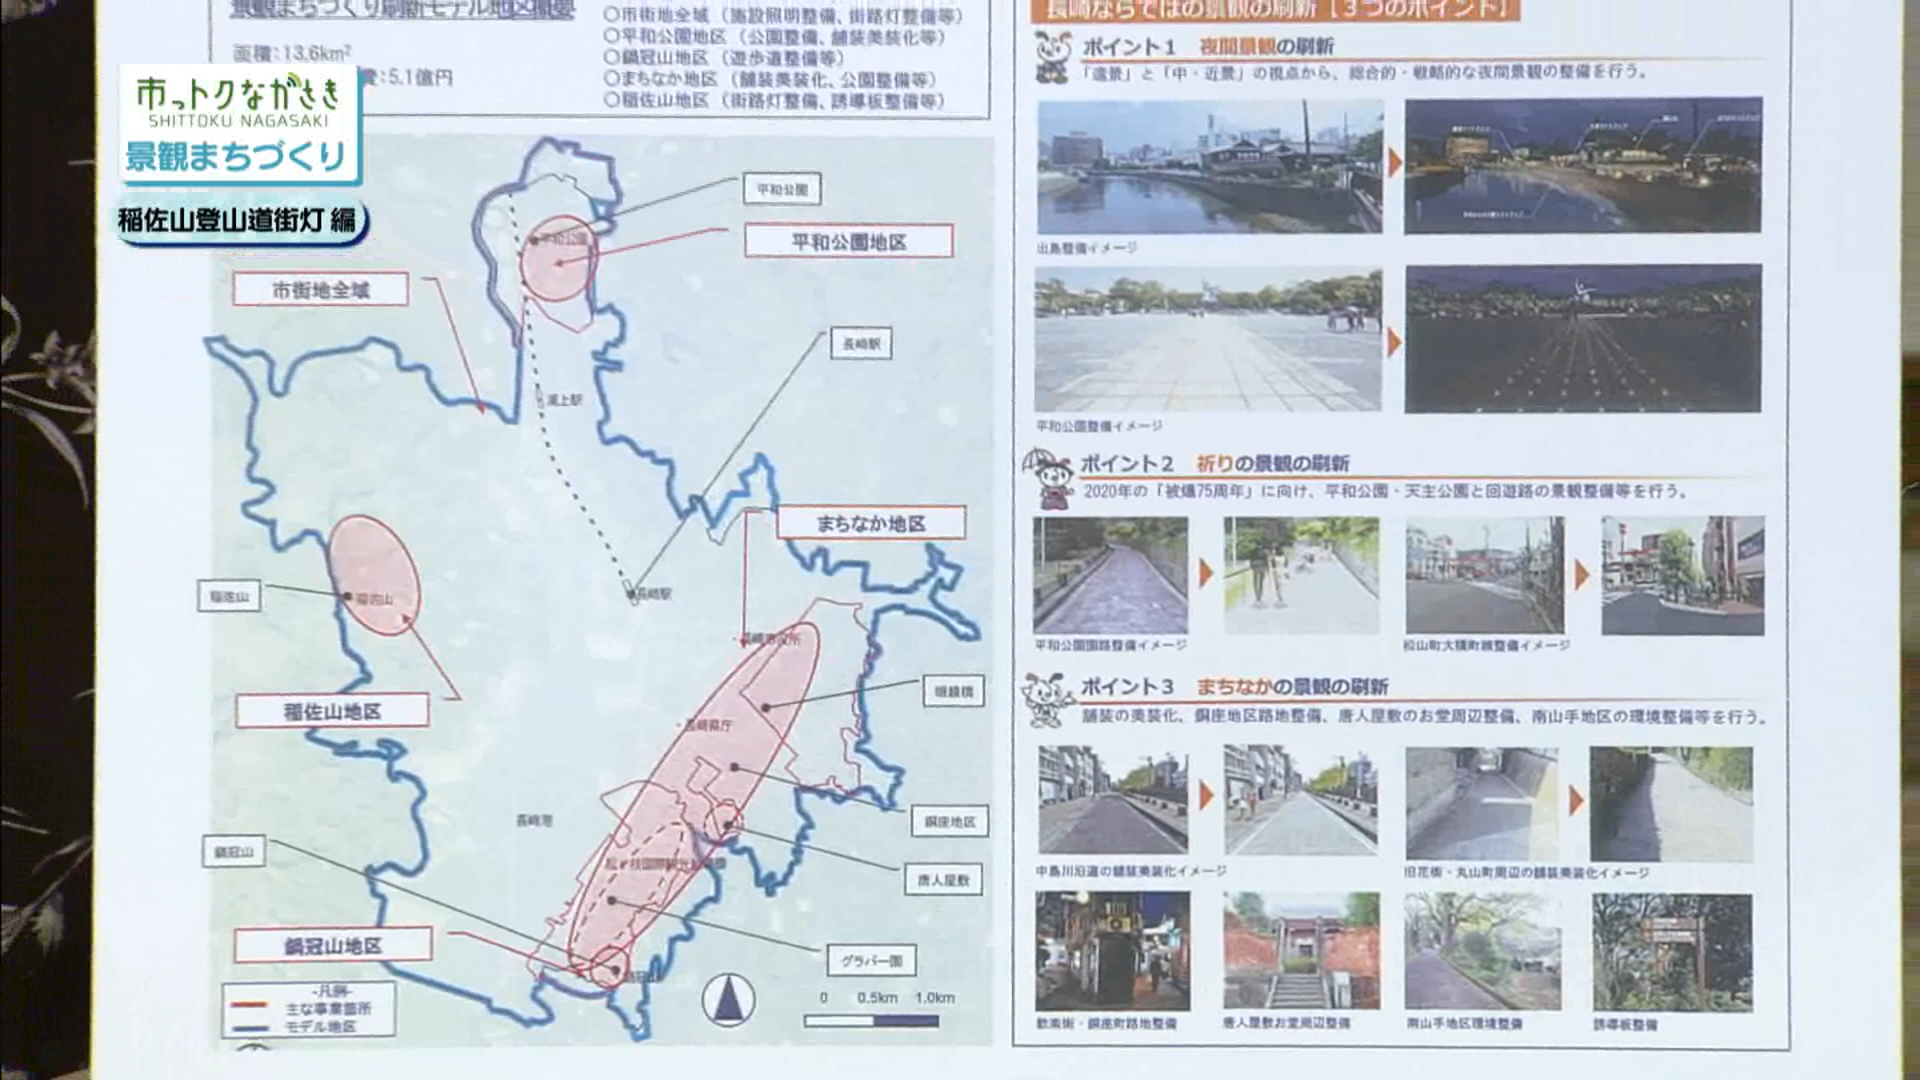 景観まちづくり刷新モデル地区概要
面積:13.6km²
費:5.1億円
○市街地全域（施設照明整備、街路灯整備等）
○平和公園地区（公園整備、舗装美装化等）
○鍋冠山地区（遊歩道整備等）
○まちなか地区（舗装美装化、公園整備等）
○稲佐山地区（街路灯整備、誘導板整備等）
市っトクながさき
SHITTOKU NAGASAKI
景観まちづくり
稲佐山登山道街灯 編
平和公園
平和公園
平和公園地区
市街地全域
長崎駅
浦上駅
まちなか地区
稲佐山
稲佐山
長崎駅
長崎市役所
眼鏡橋
稲佐山地区
長崎県庁
長崎港
銅座地区
鍋冠山
松が枝国際観光船埠頭
唐人屋敷
鍋冠山地区
グラバー園
-凡例-
主な事業箇所
モデル地区
0 0.5km 1.0km
長崎ならではの景観の刷新【3つのポイント】
ポイント1 夜間景観の刷新
「遠景」と「中・近景」の視点から、総合的・戦略的な夜間景観の整備を行う。
出島整備イメージ
平和公園整備イメージ
ポイント2 祈りの景観の刷新
2020年の「被爆75周年」に向け、平和公園・天主公園と回遊路の景観整備等を行う。
平和公園園路整備イメージ
松山町大橋町線整備イメージ
ポイント3 まちなかの景観の刷新
舗装の美装化、銅座地区路地整備、唐人屋敷のお堂周辺整備、南山手地区の環境整備等を行う。
中島川沿道の舗装美装化イメージ
旧花街・丸山町周辺の舗装美装化イメージ
歓楽街・銅座町路地整備
唐人屋敷お堂周辺整備
南山手地区環境整備
誘導板整備